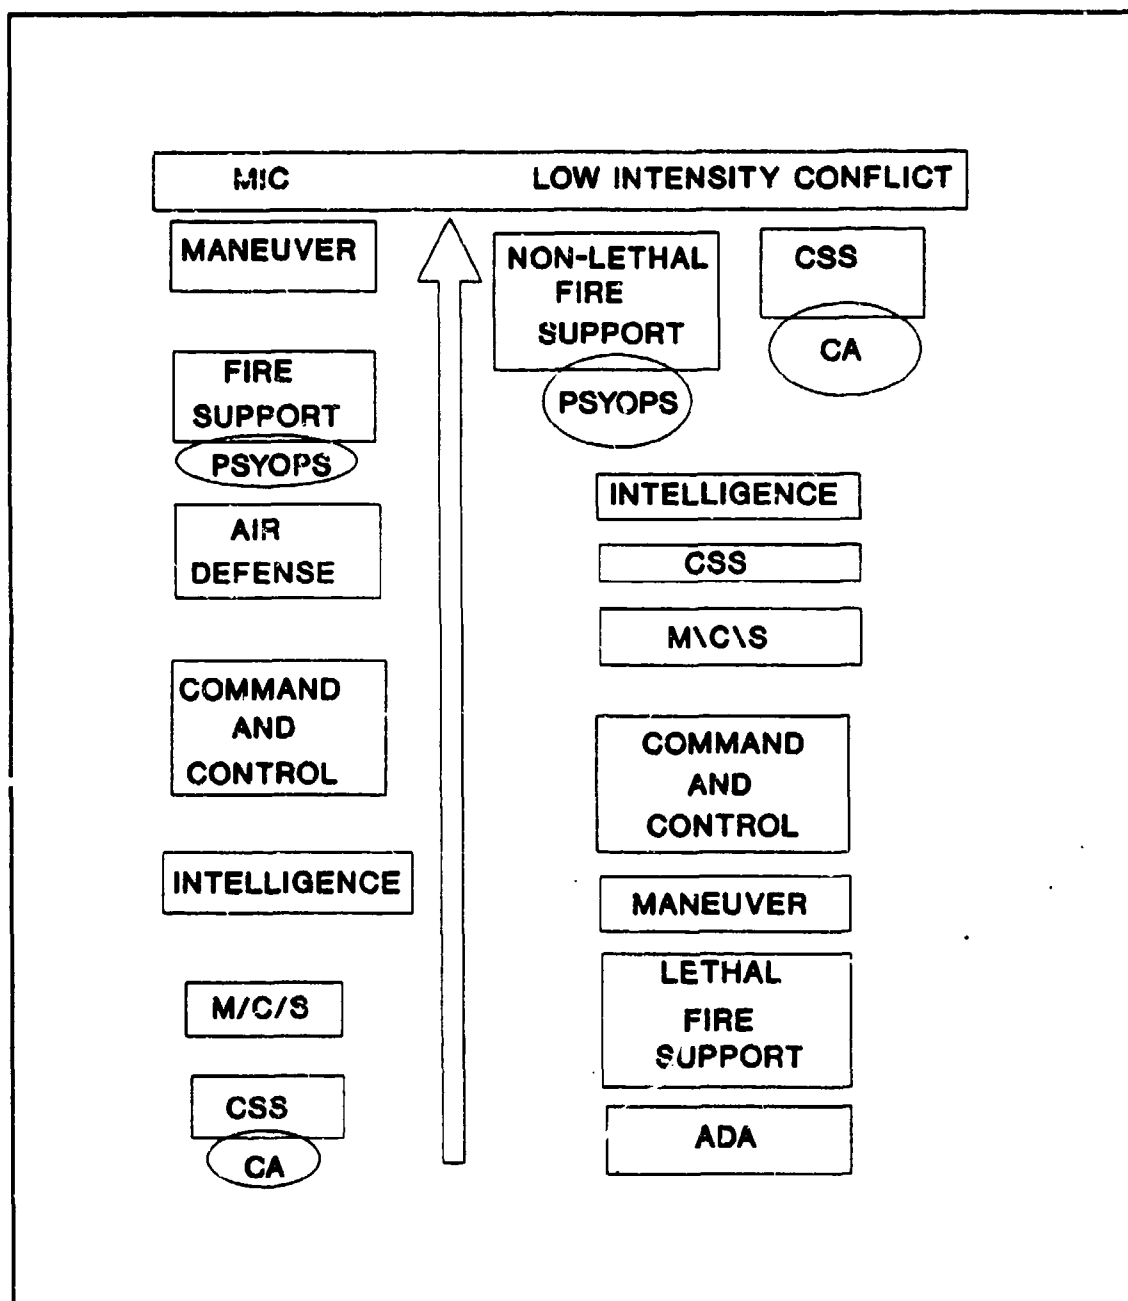 MIC
LOW INTENSITY CONFLICT
MANEUVER
FIRE
SUPPORT
PSYOPS
AIR
DEFENSE
COMMAND
AND
CONTROL
INTELLIGENCE
M/C/S
CSS
CA
NON-LETHAL
FIRE
SUPPORT
PSYOPS
CSS
CA
INTELLIGENCE
CSS
M\C\S
COMMAND
AND
CONTROL
MANEUVER
LETHAL
FIRE
SUPPORT
ADA